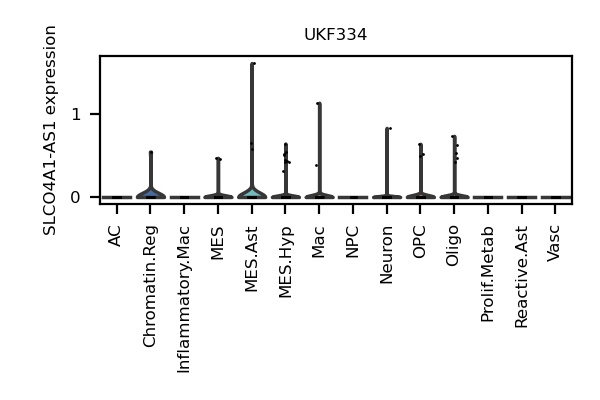 UKF334
SLCO4A1-AS1 expression
1
0
AC
Chromatin.Reg
Inflammatory.Mac
MES
MES.Ast
MES.Hyp
Mac
NPC
Neuron
OPC
Oligo
Prolif.Metab
Reactive.Ast
Vasc